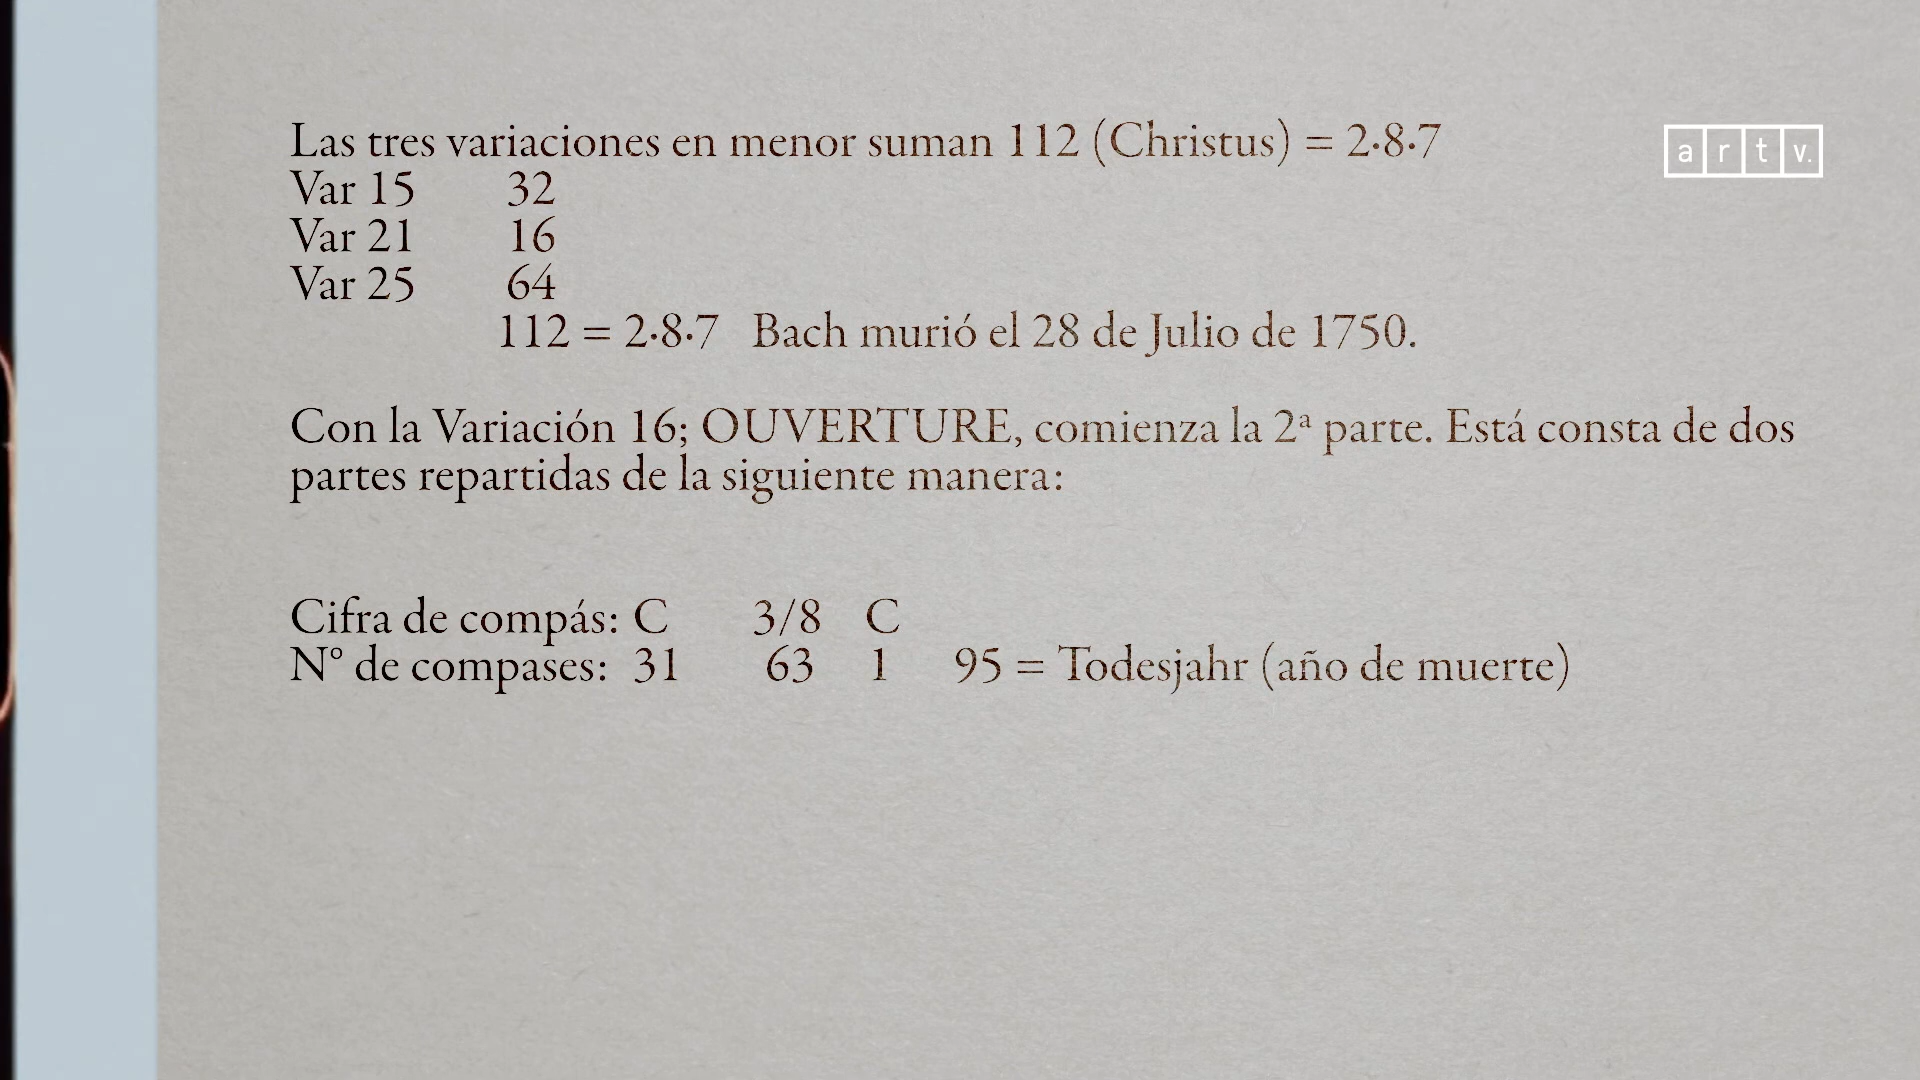 Las tres variaciones en menor suman 112 (Christus) = 2·8·7
artv.
Var 15 32
Var 21 16
Var 25 64
112 = 2·8·7 Bach murió el 28 de Julio de 1750.
Con la Variación 16; OUVERTURE, comienza la 2ª parte. Está consta de dos
partes repartidas de la siguiente manera:
Cifra de compás: C 3/8 C
Nº de compases: 31 63 1 95 = Todesjahr (año de muerte)